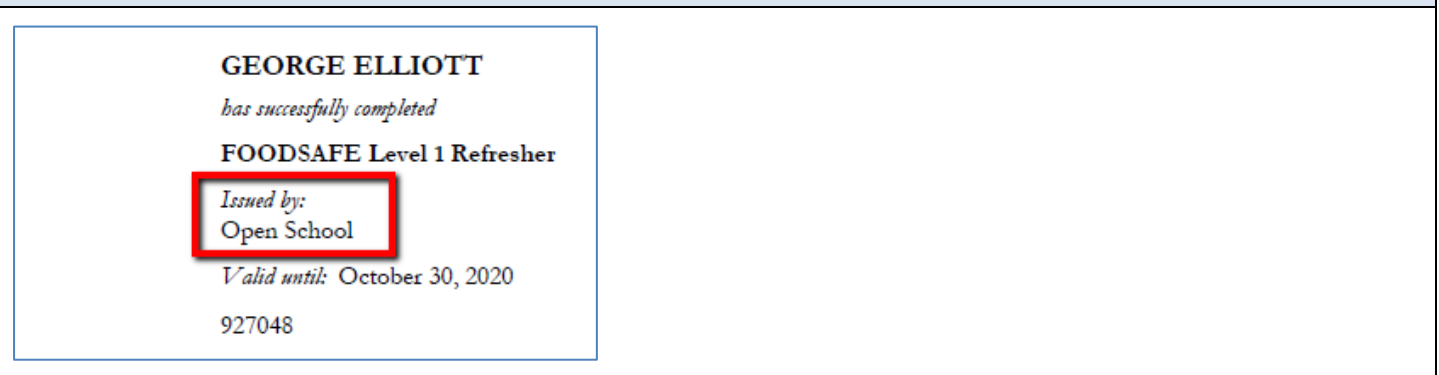 GEORGE ELLIOTT
has successfully completed
FOODSAFE Level 1 Refresher
Issued by:
Open School
Valid until: October 30, 2020
927048